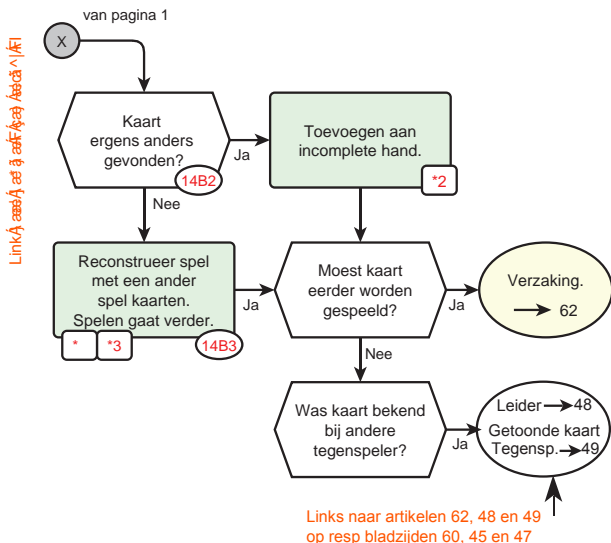 van pagina 1
X
Kaart
ergens anders
gevonden?
14B2
Ja
Toevoegen aan
incomplete hand.
*2
Nee
Reconstrueer spel
met een ander
spel kaarten.
Spelen gaat verder.
*
*3
14B3
Ja
Moest kaart
eerder worden
gespeeld?
Ja
Verzaking.
62
Nee
Was kaart bekend
bij andere
tegenspeler?
Ja
Leider 48
Getoonde kaart
Tegensp. 49
Links naar artikelen 62, 48 en 49
op resp bladzijden 60, 45 en 47